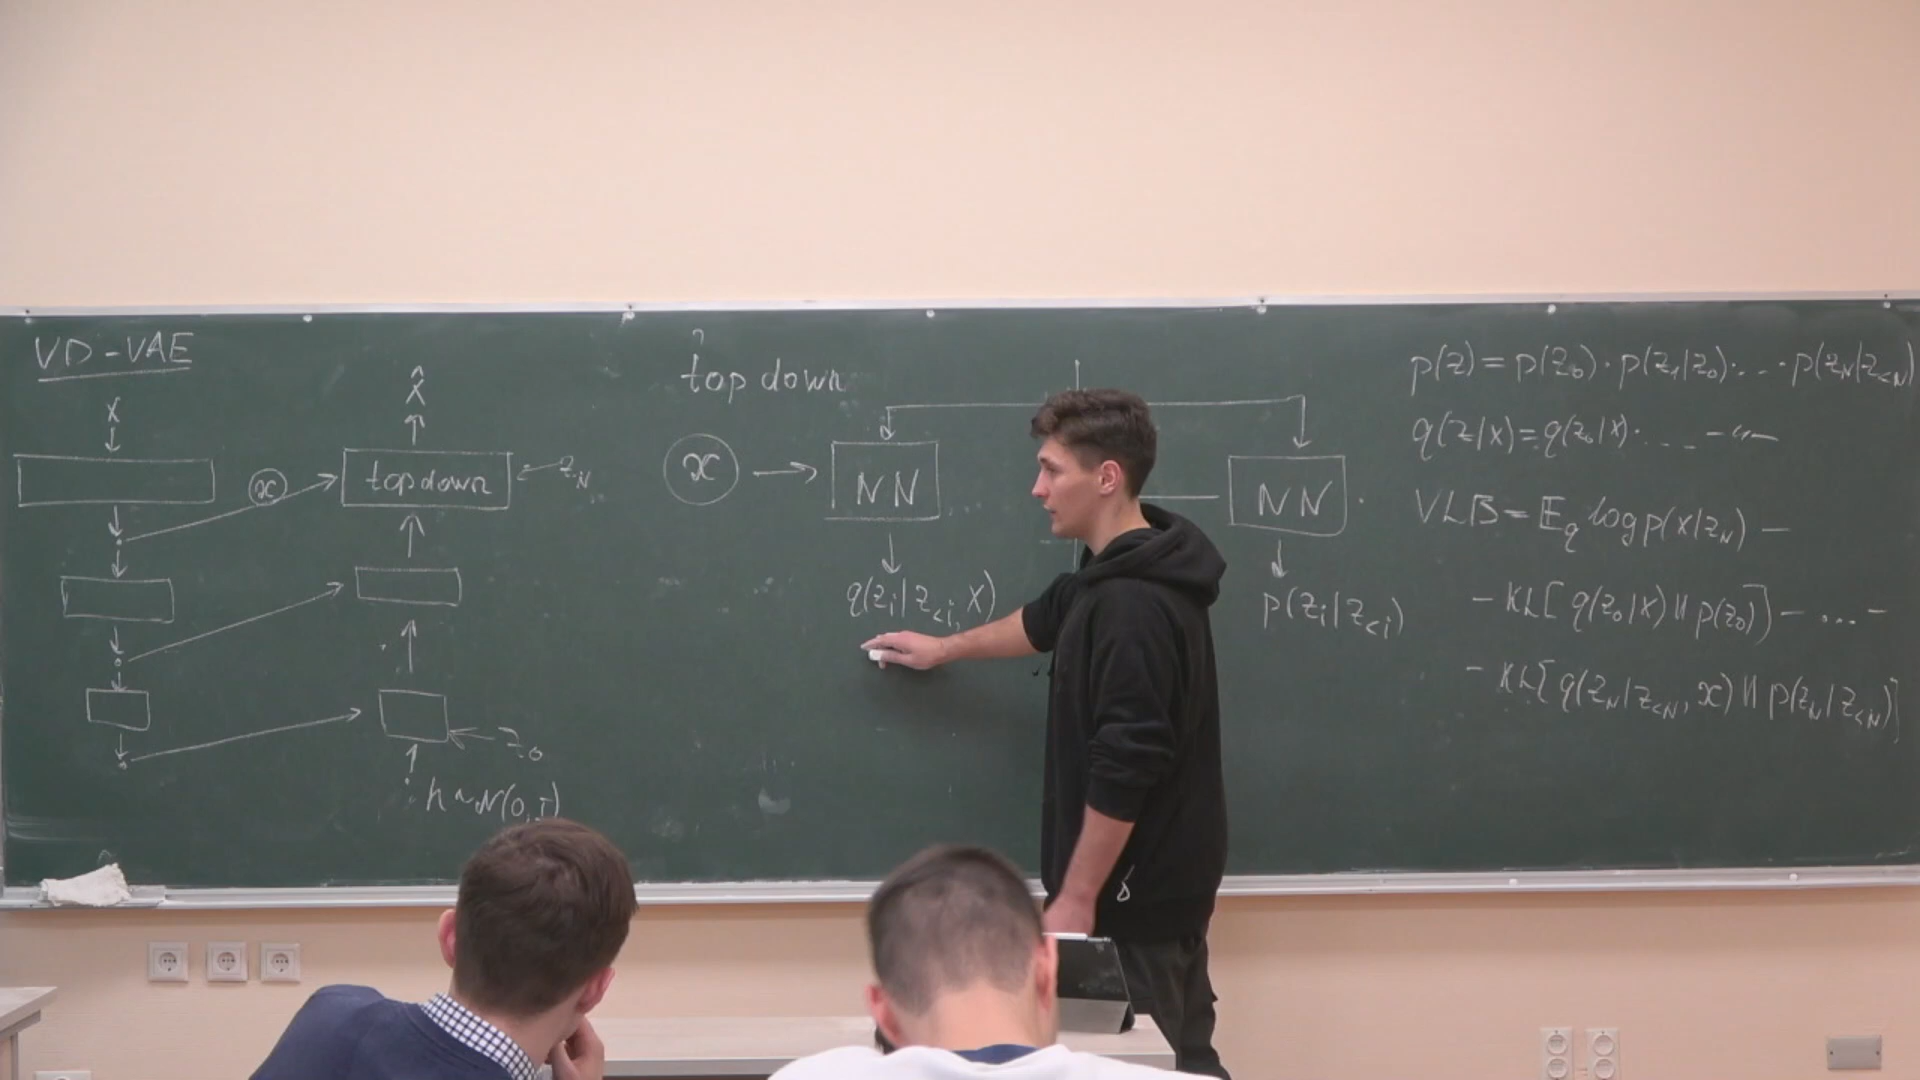 VD-VAE
x
x
top down
z_N
x̂
z_0
h ~ N(0, I)
top down
x
NN
q(z_i|z_{<i}, x)
NN
p(z_i|z_{<i})
p(z) = p(z_0) · p(z_1|z_0) · ... · p(z_N|z_{<N})
q(z|x) = q(z_0|x) · ... –"–
VLB = E_q log p(x|z_N) –
– KL[q(z_0|x) || p(z_0)] – ... –
– KL[q(z_N|z_{<N}, x) || p(z_N|z_{<N})]